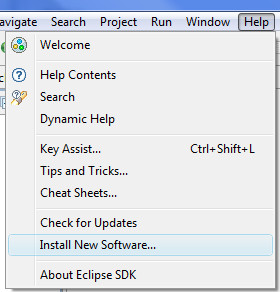 avigate Search Project Run Window Help
Welcome
Help Contents
Search
Dynamic Help
Key Assist... Ctrl+Shift+L
Tips and Tricks...
Cheat Sheets...
Check for Updates
Install New Software...
About Eclipse SDK